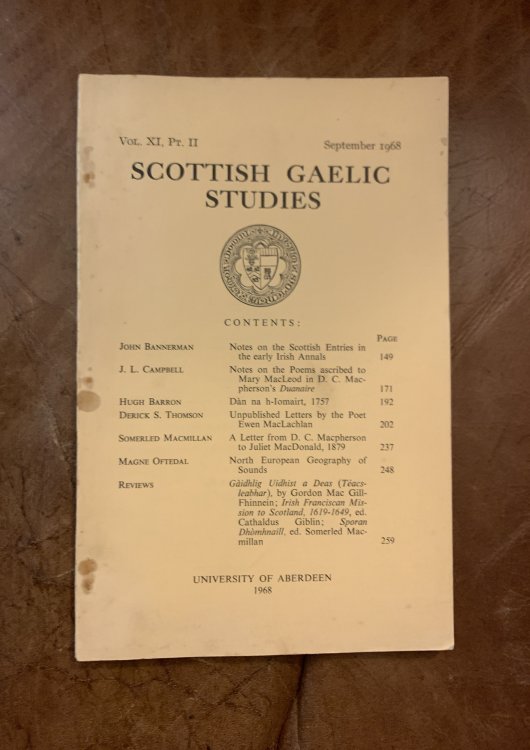 VOL. XI, PT. II September 1968
SCOTTISH GAELIC
STUDIES
CONTENTS:
PAGE
JOHN BANNERMAN Notes on the Scottish Entries in
the early Irish Annals 149
J. L. CAMPBELL Notes on the Poems ascribed to
Mary MacLeod in D. C. Mac-
pherson's Duanaire 171
HUGH BARRON Dàn na h-Iomairt, 1757 192
DERICK S. THOMSON Unpublished Letters by the Poet
Ewen MacLachlan 202
SOMERLED MACMILLAN A Letter from D. C. Macpherson
to Juliet MacDonald, 1879 237
MAGNE OFTEDAL North European Geography of
Sounds 248
REVIEWS Gàidhlig Uidhist a Deas (Téacs-
leabhar), by Gordon Mac Gill-
Fhinnein; Irish Franciscan Mis-
sion to Scotland, 1619-1649, ed.
Cathaldus Giblin; Sporan
Dhòmhnaill, ed. Somerled Mac-
millan 259
UNIVERSITY OF ABERDEEN
1968